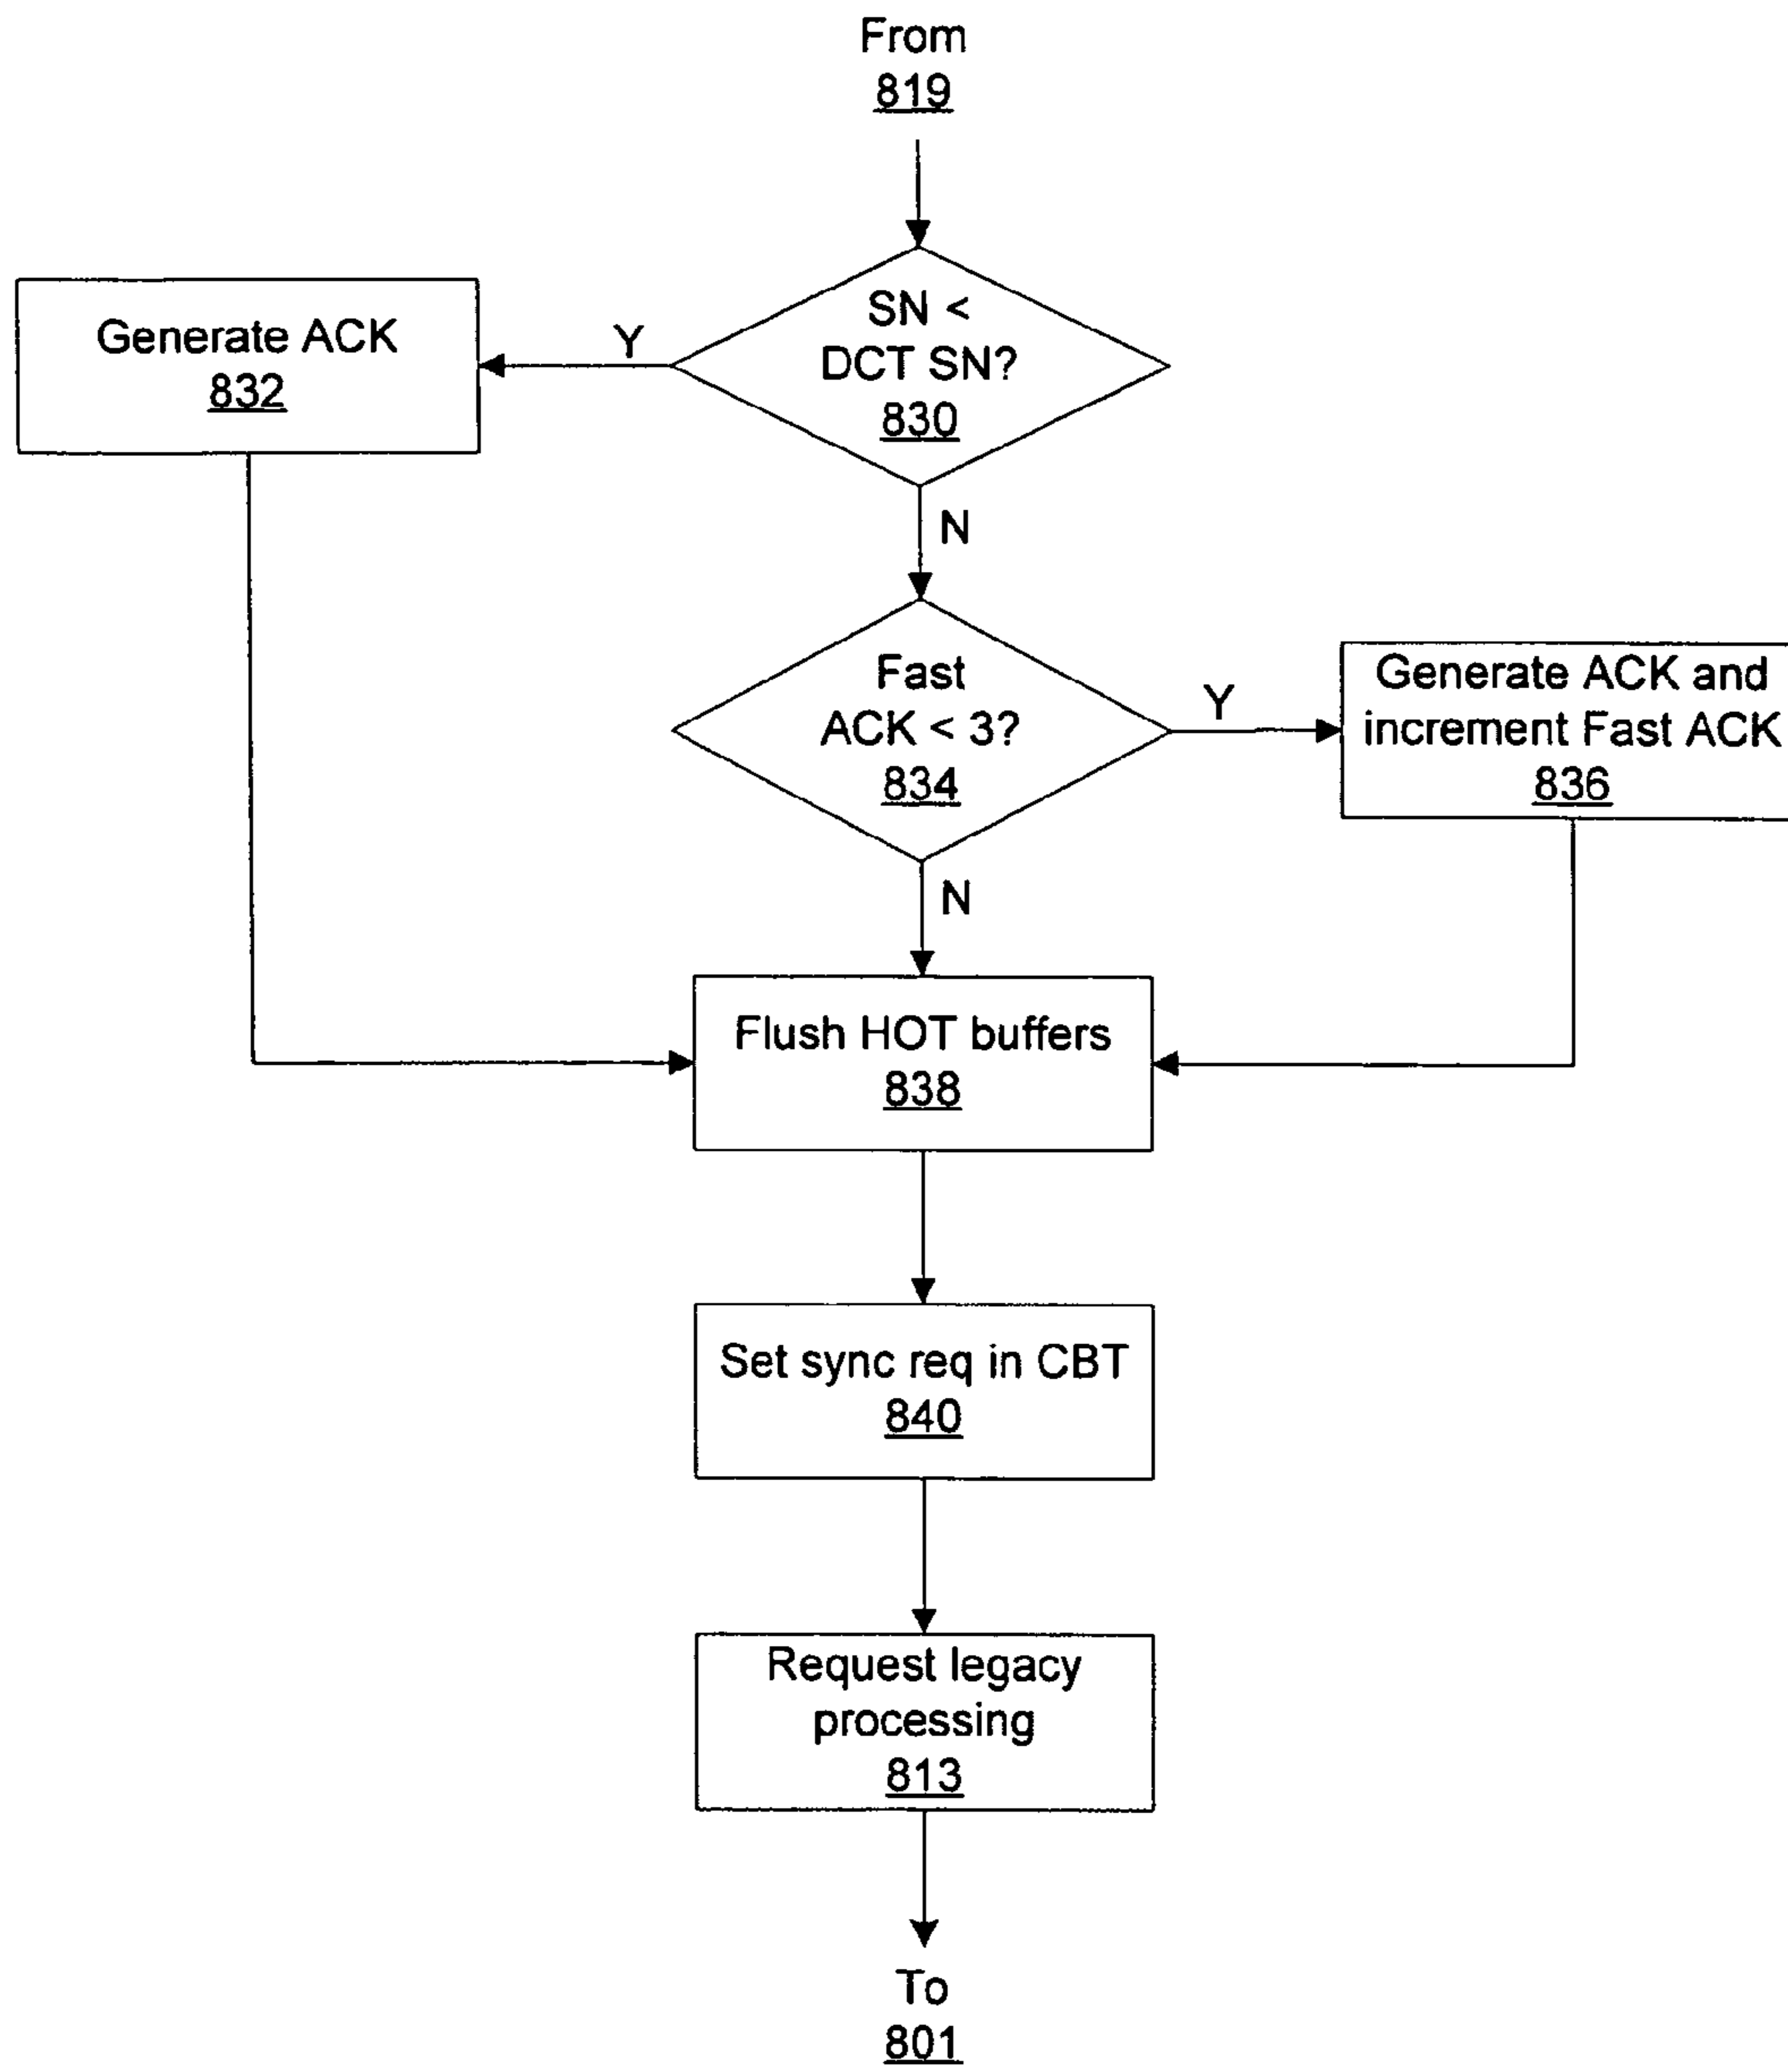 From
819
SN <
DCT SN?
830
Y
Generate ACK
832
N
Fast
ACK < 3?
834
Y
Generate ACK and
increment Fast ACK
836
N
Flush HOT buffers
838
Set sync req in CBT
840
Request legacy
processing
813
To
801